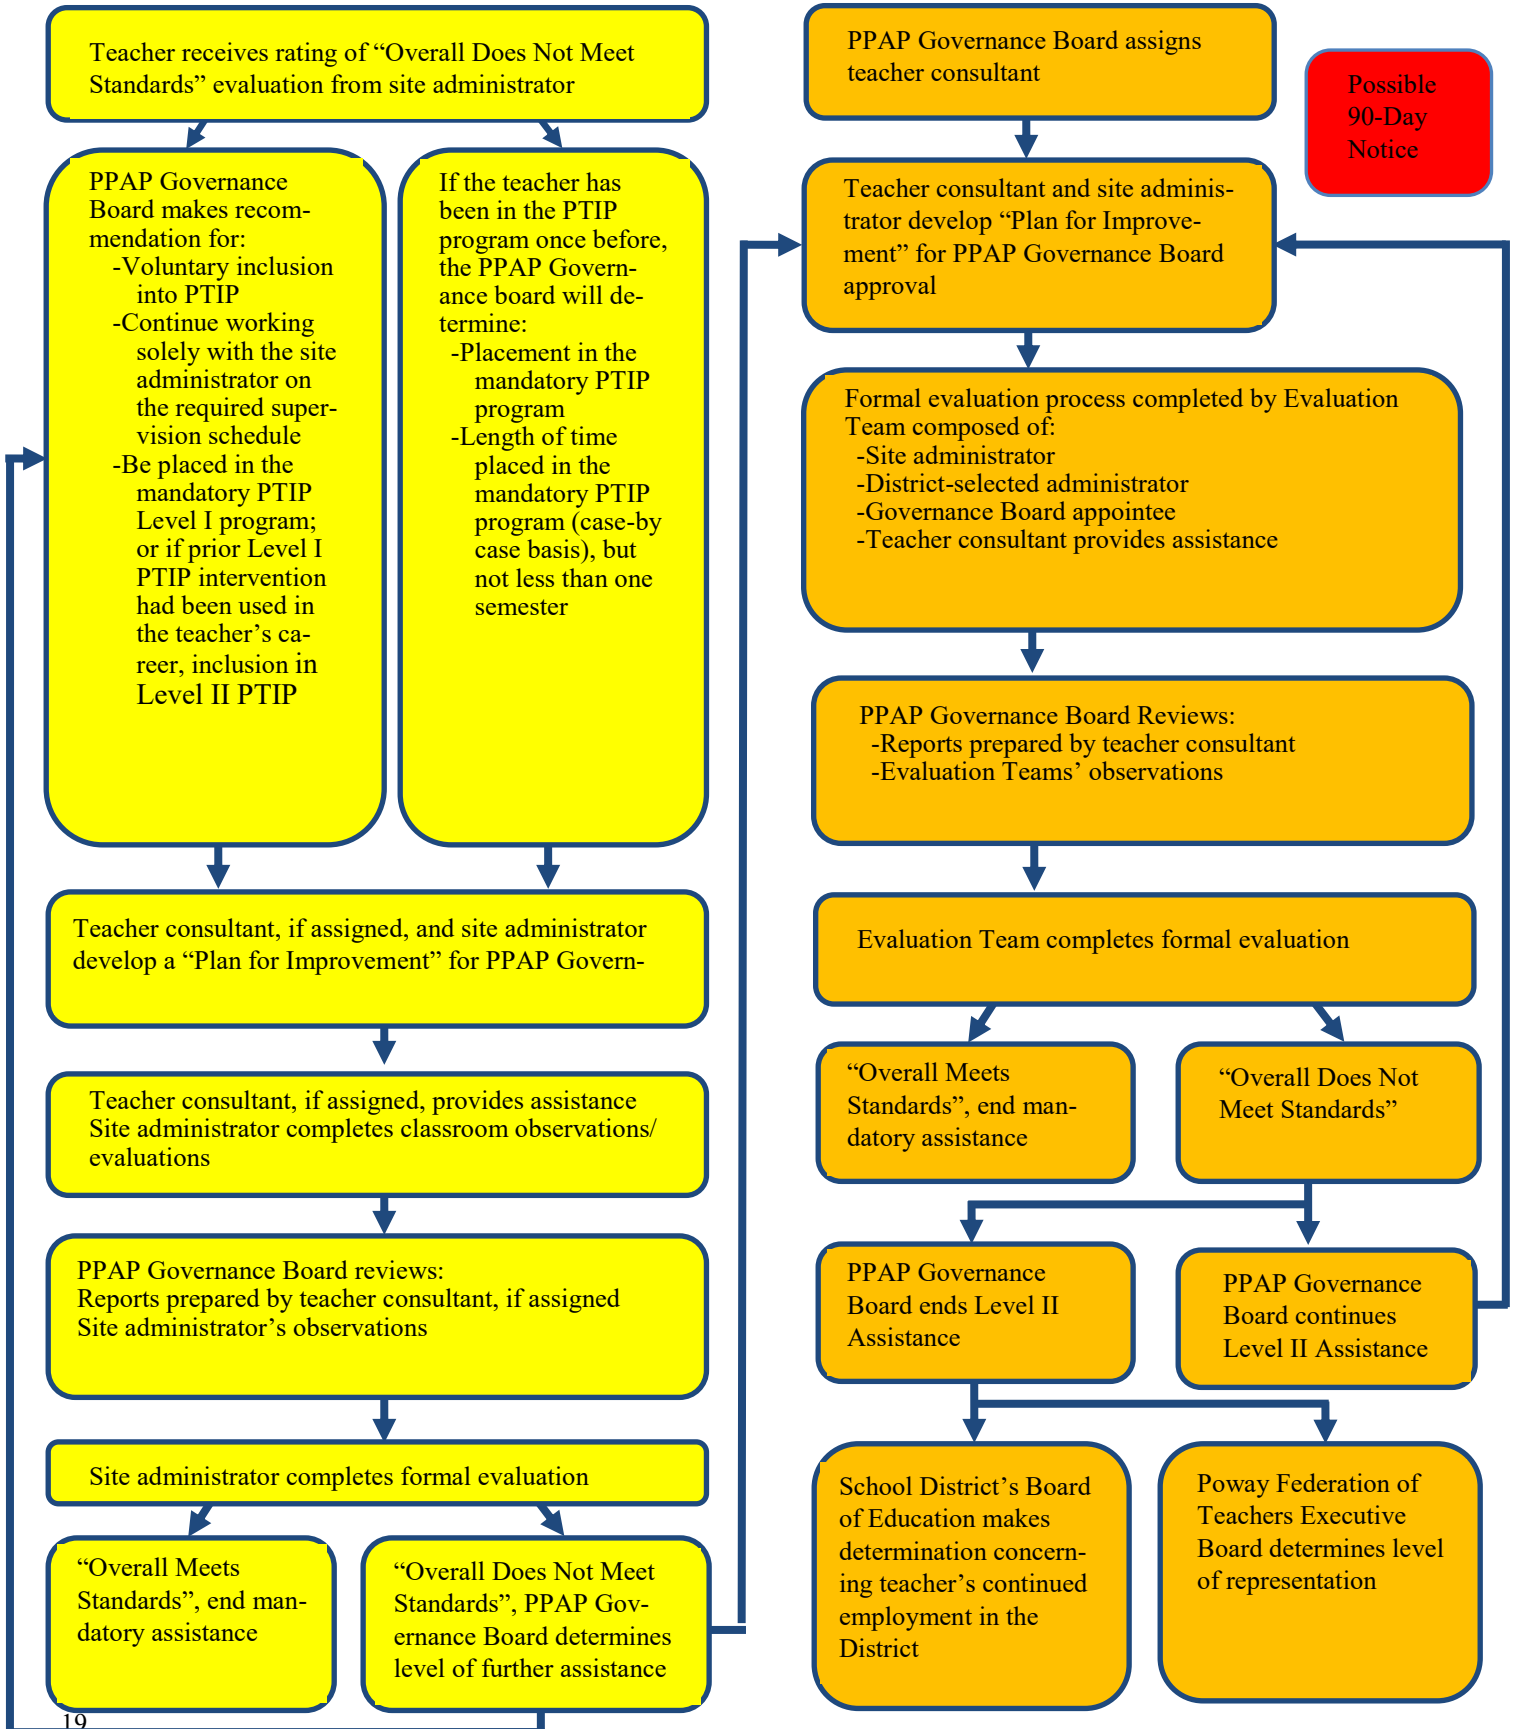 Teacher receives rating of “Overall Does Not Meet
Standards” evaluation from site administrator
PPAP Governance
Board makes recom-
mendation for:
-Voluntary inclusion
into PTIP
-Continue working
solely with the site
administrator on
the required super-
vision schedule
-Be placed in the
mandatory PTIP
Level I program;
or if prior Level I
PTIP intervention
had been used in
the teacher’s ca-
reer, inclusion in
Level II PTIP
If the teacher has
been in the PTIP
program once before,
the PPAP Govern-
ance board will de-
termine:
-Placement in the
mandatory PTIP
program
-Length of time
placed in the
mandatory PTIP
program (case-by
case basis), but
not less than one
semester
Teacher consultant, if assigned, and site administrator
develop a “Plan for Improvement” for PPAP Govern-
Teacher consultant, if assigned, provides assistance
Site administrator completes classroom observations/
evaluations
PPAP Governance Board reviews:
Reports prepared by teacher consultant, if assigned
Site administrator’s observations
Site administrator completes formal evaluation
“Overall Meets
Standards”, end man-
datory assistance
“Overall Does Not Meet
Standards”, PPAP Gov-
ernance Board determines
level of further assistance
19
PPAP Governance Board assigns
teacher consultant
Possible
90-Day
Notice
Teacher consultant and site adminis-
trator develop “Plan for Improve-
ment” for PPAP Governance Board
approval
Formal evaluation process completed by Evaluation
Team composed of:
-Site administrator
-District-selected administrator
-Governance Board appointee
-Teacher consultant provides assistance
PPAP Governance Board Reviews:
-Reports prepared by teacher consultant
-Evaluation Teams’ observations
Evaluation Team completes formal evaluation
“Overall Meets
Standards”, end man-
datory assistance
“Overall Does Not
Meet Standards”
PPAP Governance
Board ends Level II
Assistance
PPAP Governance
Board continues
Level II Assistance
School District’s Board
of Education makes
determination concern-
ing teacher’s continued
employment in the
District
Poway Federation of
Teachers Executive
Board determines level
of representation